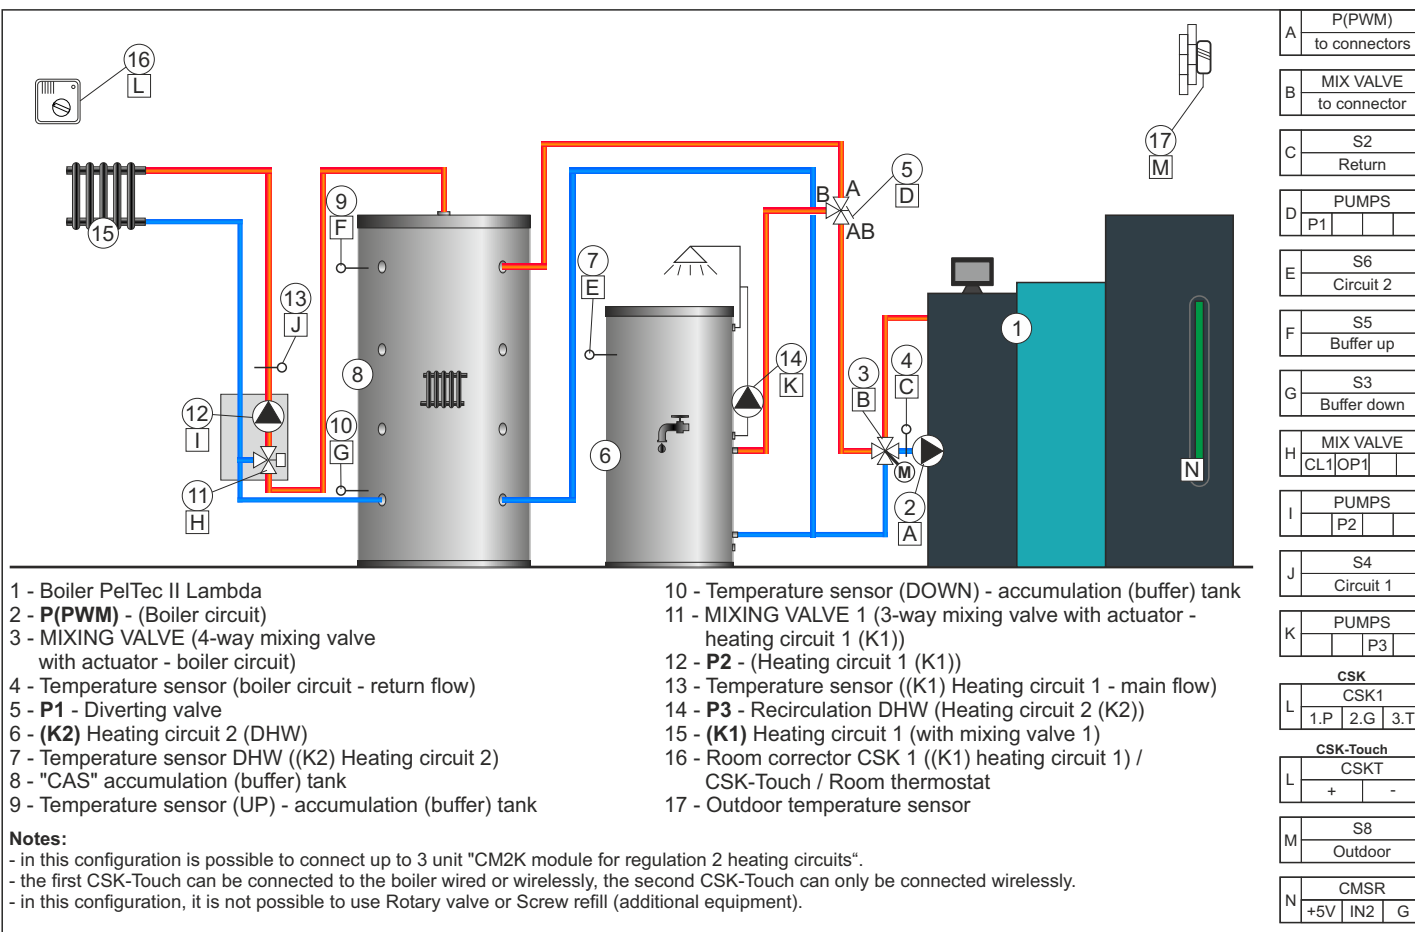 16
L
15
13
J
12
I
11
H
9
F
8
10
G
7
E
6
14
K
B
A
AB
5
D
3
B
4
C
M
2
A
1
N
17
M
1 - Boiler PelTec II Lambda
2 - P(PWM) - (Boiler circuit)
3 - MIXING VALVE (4-way mixing valve
with actuator - boiler circuit)
4 - Temperature sensor (boiler circuit - return flow)
5 - P1 - Diverting valve
6 - (K2) Heating circuit 2 (DHW)
7 - Temperature sensor DHW ((K2) Heating circuit 2)
8 - "CAS" accumulation (buffer) tank
9 - Temperature sensor (UP) - accumulation (buffer) tank
10 - Temperature sensor (DOWN) - accumulation (buffer) tank
11 - MIXING VALVE 1 (3-way mixing valve with actuator -
heating circuit 1 (K1))
12 - P2 - (Heating circuit 1 (K1))
13 - Temperature sensor ((K1) Heating circuit 1 - main flow)
14 - P3 - Recirculation DHW (Heating circuit 2 (K2))
15 - (K1) Heating circuit 1 (with mixing valve 1)
16 - Room corrector CSK 1 ((K1) heating circuit 1) /
CSK-Touch / Room thermostat
17 - Outdoor temperature sensor
Notes:
- in this configuration is possible to connect up to 3 unit "CM2K module for regulation 2 heating circuits“.
- the first CSK-Touch can be connected to the boiler wired or wirelessly, the second CSK-Touch can only be connected wirelessly.
- in this configuration, it is not possible to use Rotary valve or Screw refill (additional equipment).
A
P(PWM)
to connectors
B
MIX VALVE
to connector
C
S2
Return
D
PUMPS
P1
E
S6
Circuit 2
F
S5
Buffer up
G
S3
Buffer down
H
MIX VALVE
CL1 OP1
I
PUMPS
P2
J
S4
Circuit 1
K
PUMPS
P3
CSK
L
CSK1
1.P 2.G 3.T
CSK-Touch
L
CSKT
+ -
M
S8
Outdoor
N
CMSR
+5V IN2 G